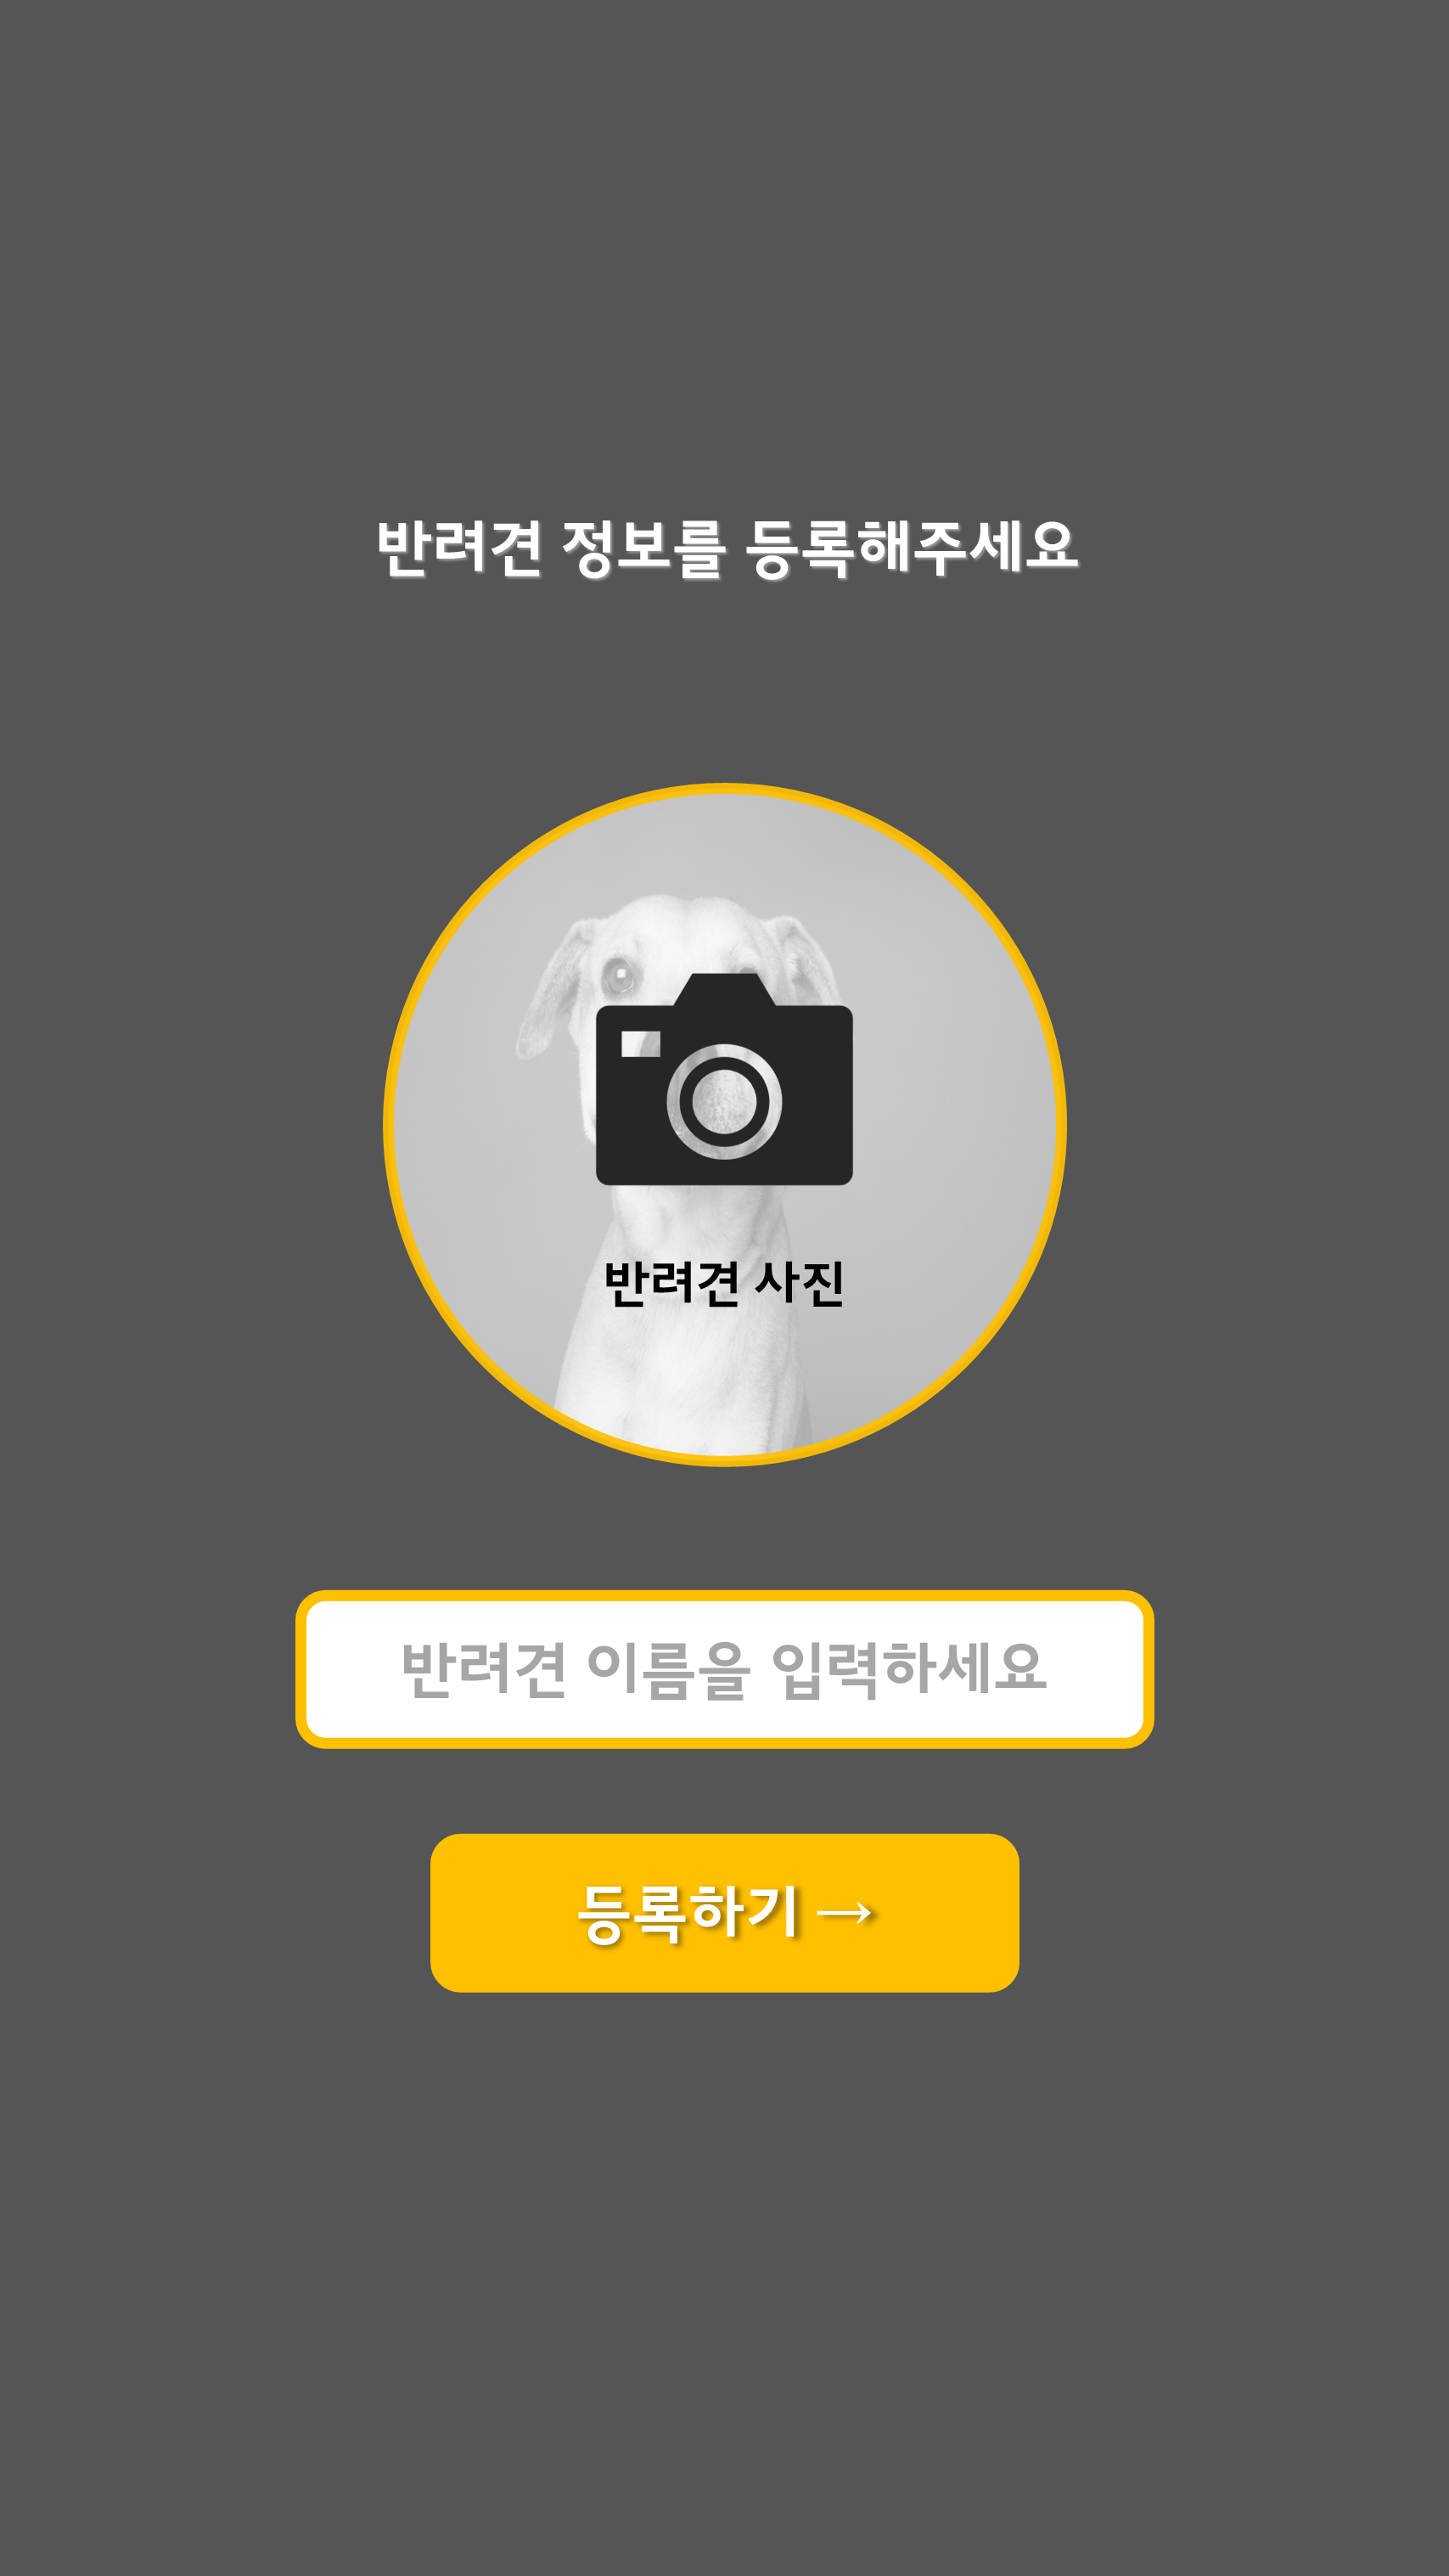 반려견 정보를 등록해주세요
반려견 사진
반려견 이름을 입력하세요
등록하기 →